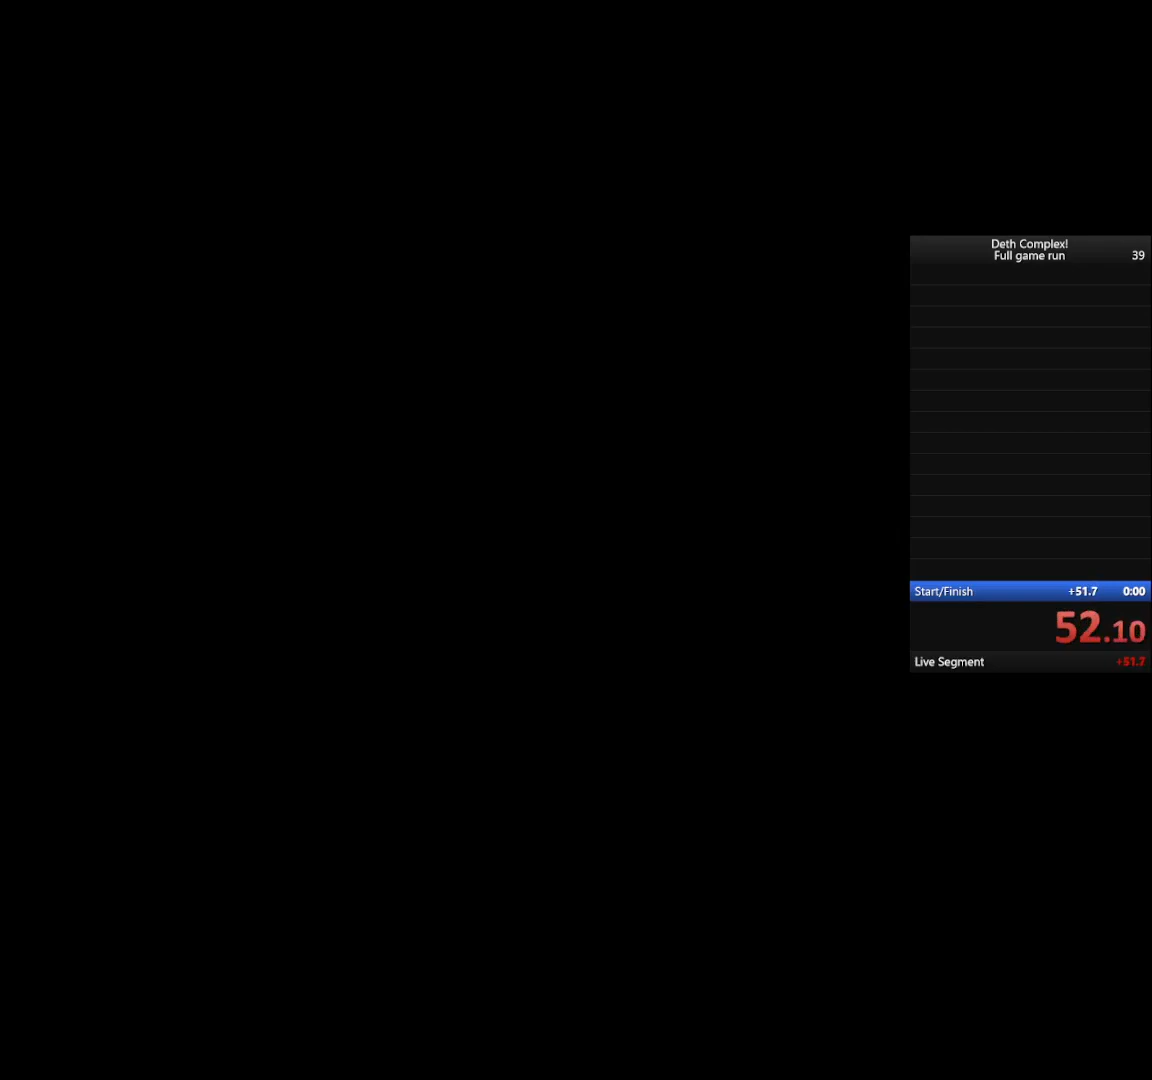 Deth Complex!
Full game run 39
Start/Finish +51.7 0:00
52.10
Live Segment +51.7